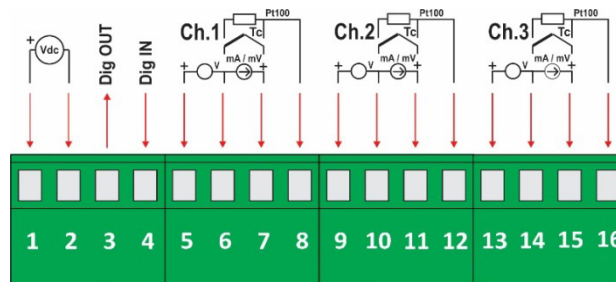 Vdc
+
Dig OUT
Dig IN
Ch.1
Pt100
Tc
mA / mV
+ V +
Ch.2
Pt100
Tc
mA / mV
+ V +
Ch.3
Pt100
Tc
mA / mV
+ V +
1 2 3 4 5 6 7 8 9 10 11 12 13 14 15 16